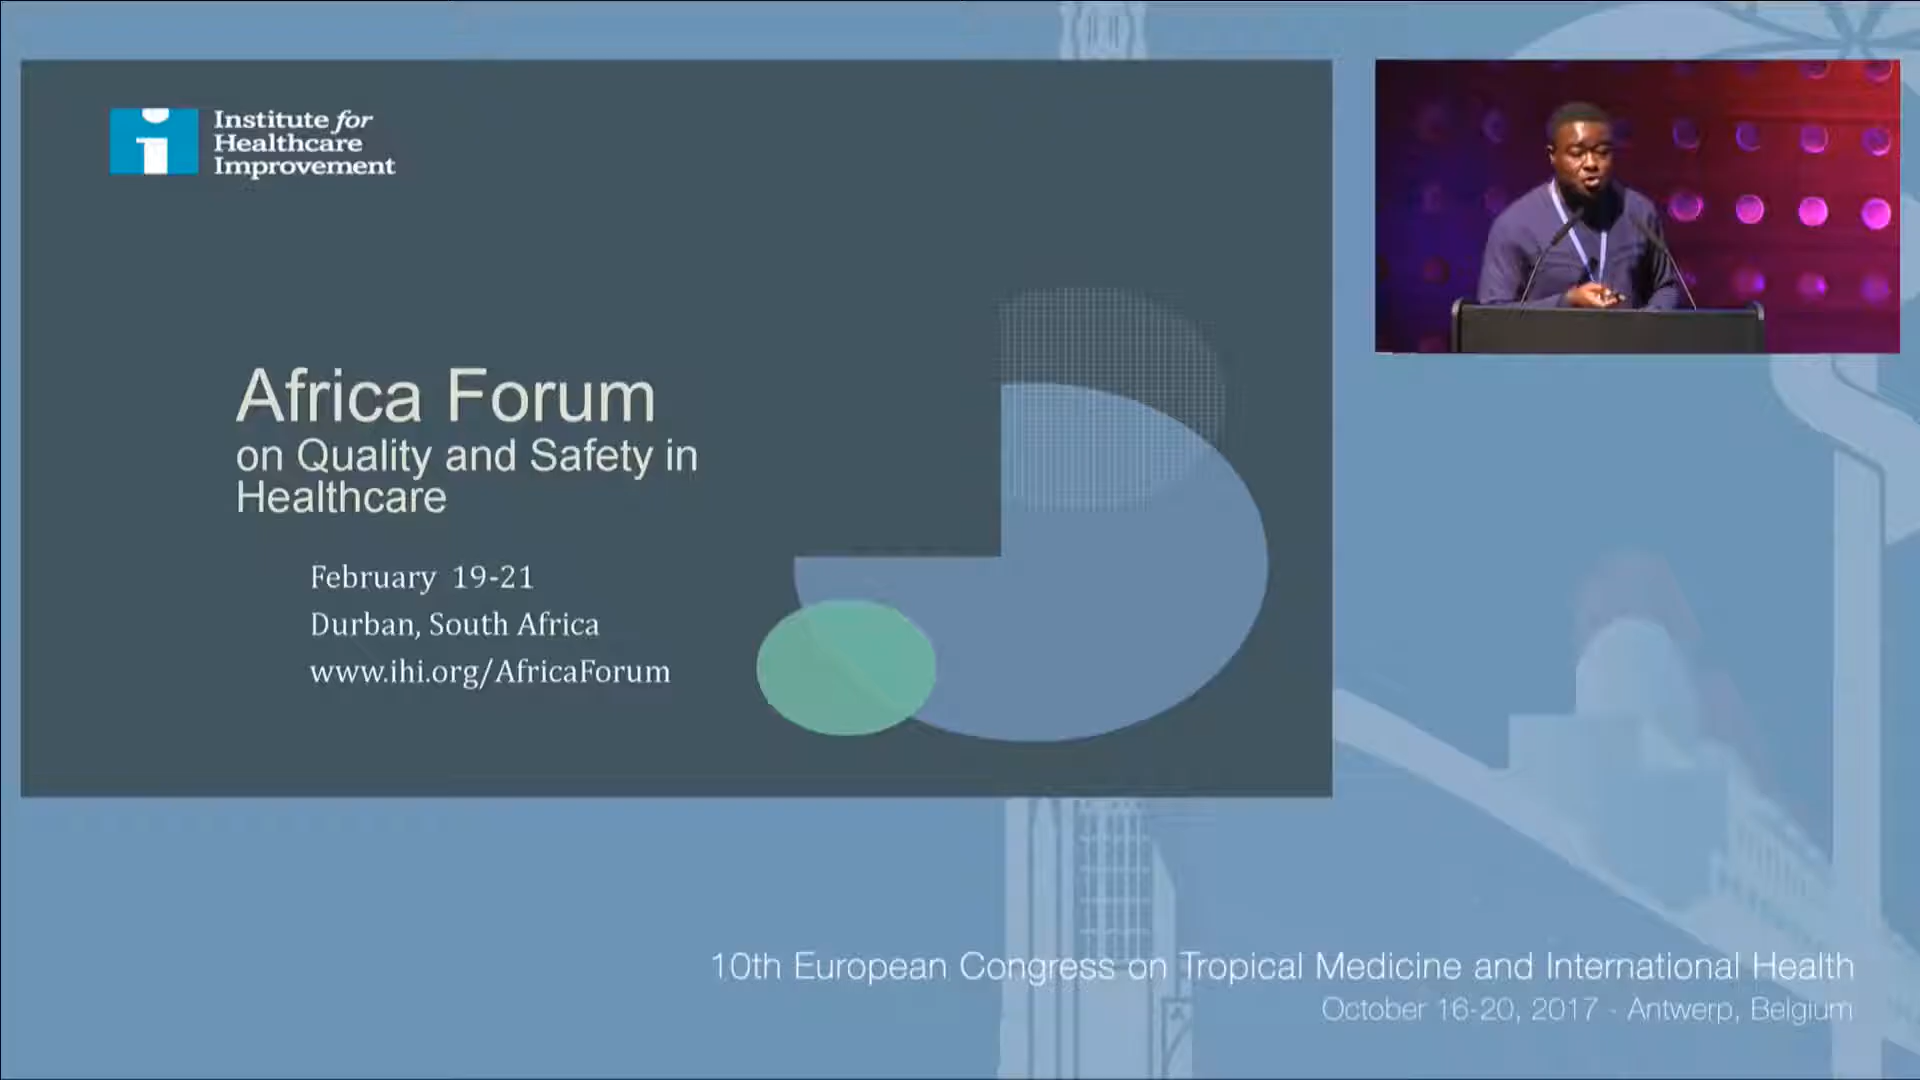 Institute for
Healthcare
Improvement
Africa Forum
on Quality and Safety in
Healthcare
February 19-21
Durban, South Africa
www.ihi.org/AfricaForum
10th European Congress on Tropical Medicine and International Health
October 16-20, 2017 - Antwerp, Belgium